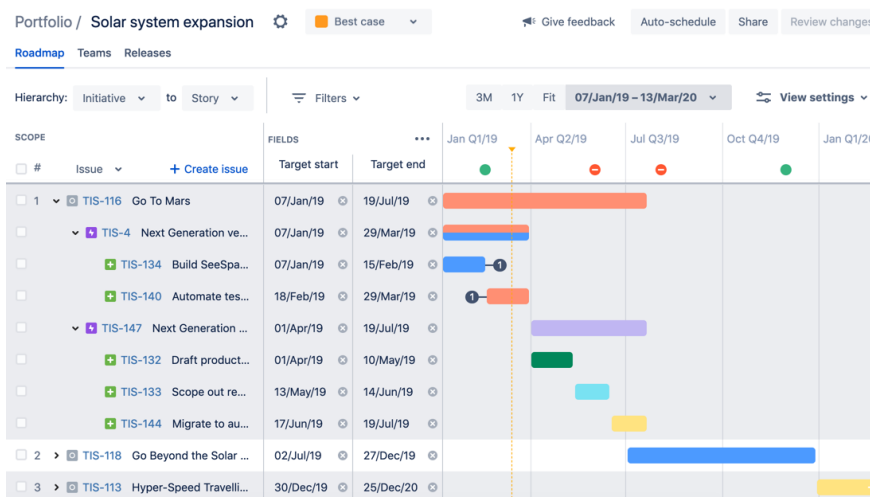 Portfolio / Solar system expansion Best case Give feedback Auto-schedule Share Review changes
Roadmap Teams Releases
Hierarchy: Initiative to Story Filters 3M 1Y Fit 07/Jan/19 – 13/Mar/20 View settings
SCOPE FIELDS ••• Jan Q1/19 Apr Q2/19 Jul Q3/19 Oct Q4/19 Jan Q1/20
# Issue + Create issue Target start Target end
1 TIS-116 Go To Mars 07/Jan/19 19/Jul/19
TIS-4 Next Generation ve... 07/Jan/19 29/Mar/19
TIS-134 Build SeeSpa... 07/Jan/19 15/Feb/19 1
TIS-140 Automate tes... 18/Feb/19 29/Mar/19 1
TIS-147 Next Generation ... 01/Apr/19 19/Jul/19
TIS-132 Draft product... 01/Apr/19 10/May/19
TIS-133 Scope out re... 13/May/19 14/Jun/19
TIS-144 Migrate to au... 17/Jun/19 19/Jul/19
2 TIS-118 Go Beyond the Solar ... 02/Jul/19 27/Dec/19
3 TIS-113 Hyper-Speed Travelli... 30/Dec/19 25/Dec/20